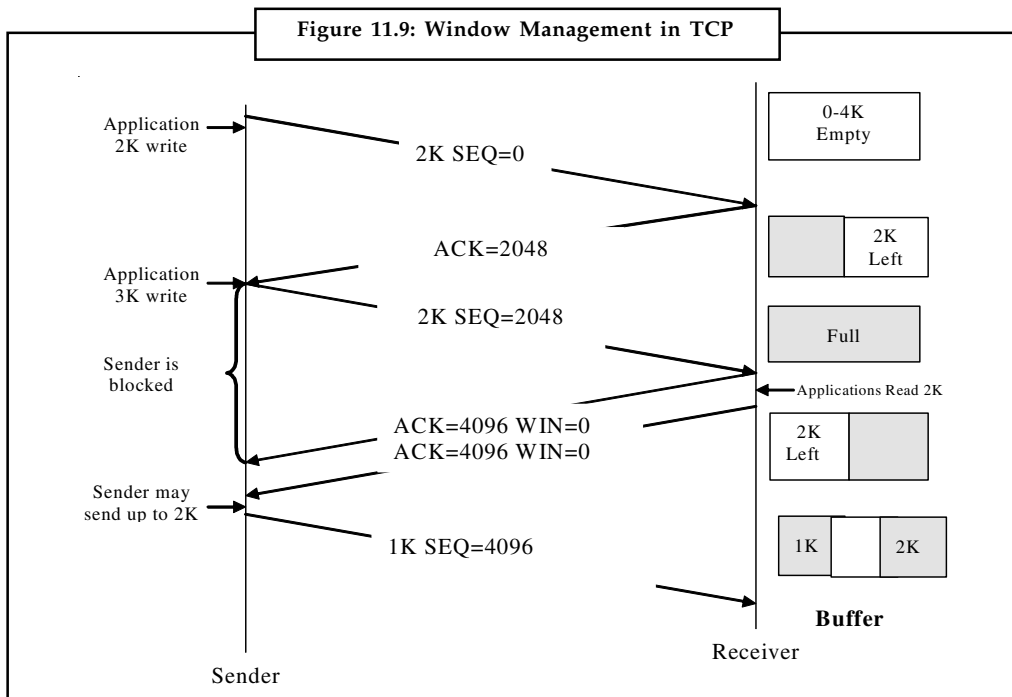 Figure 11.9: Window Management in TCP
Application
2K write
2K SEQ=0
0-4K
Empty
ACK=2048
2K
Left
Application
3K write
2K SEQ=2048
Full
Sender is
blocked
Applications Read 2K
ACK=4096 WIN=0
ACK=4096 WIN=0
2K
Left
Sender may
send up to 2K
1K SEQ=4096
1K
2K
Buffer
Receiver
Sender